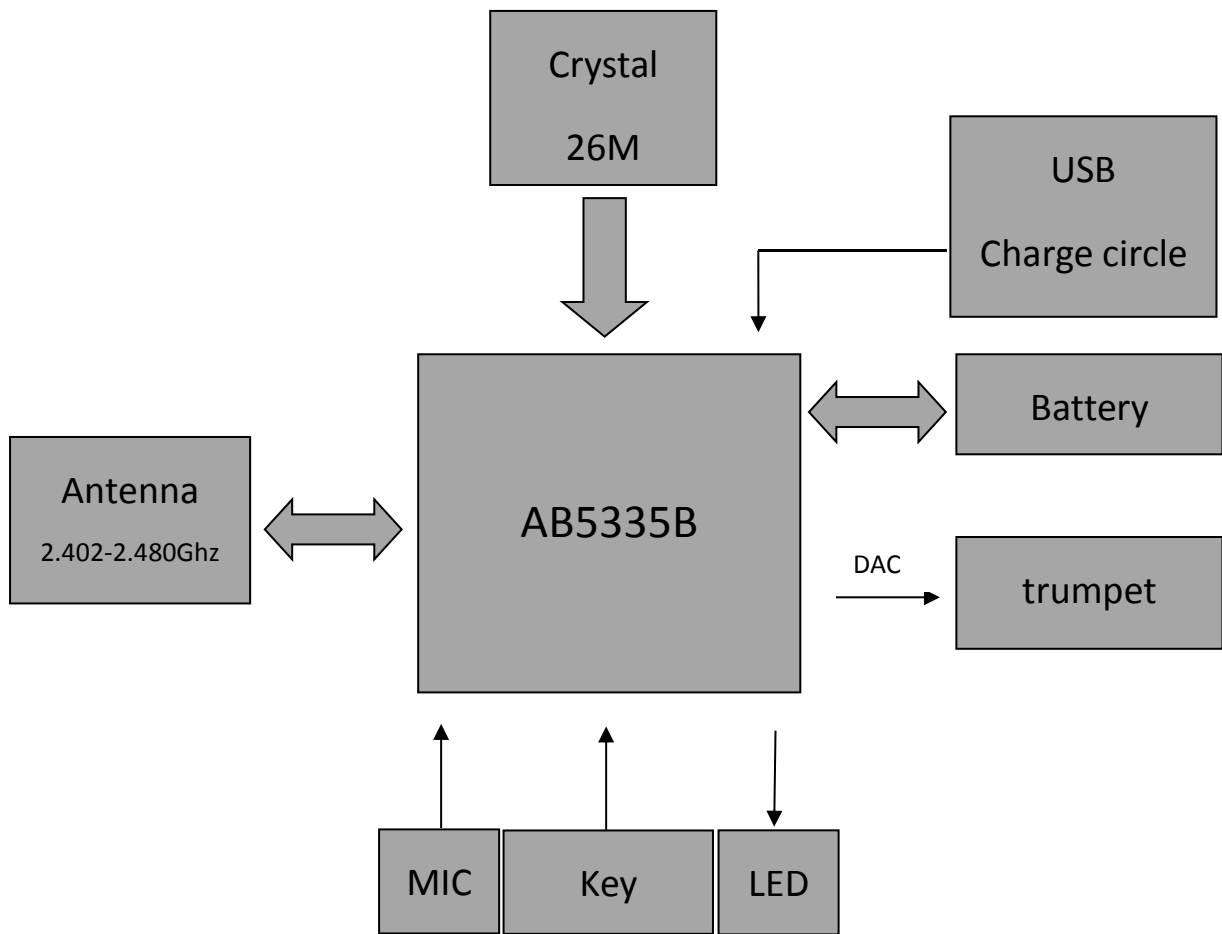 Crystal
26M
USB
Charge circle
Battery
Antenna
2.402-2.480Ghz
AB5335B
DAC
trumpet
MIC
Key
LED